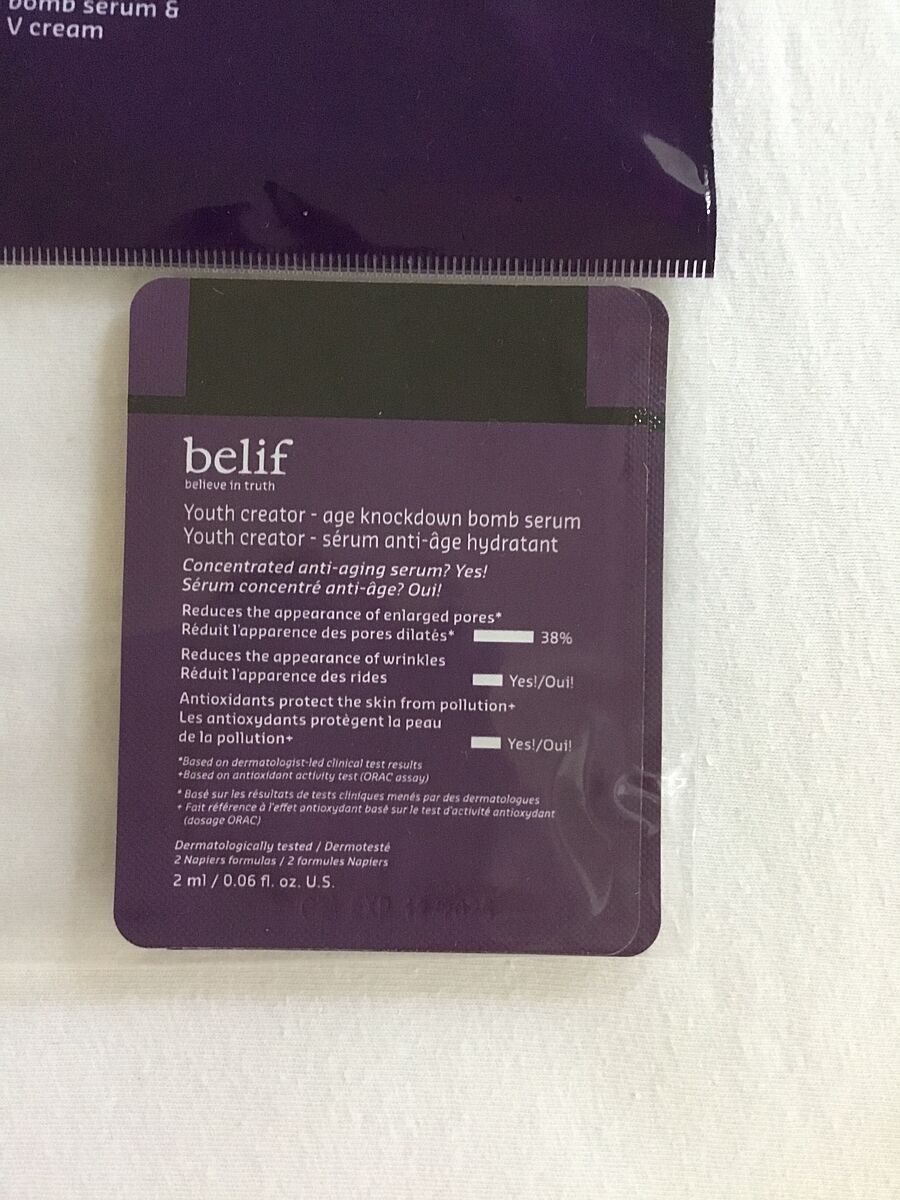 bomb serum &
V cream
belif
believe in truth
Youth creator - age knockdown bomb serum
Youth creator - sérum anti-âge hydratant
Concentrated anti-aging serum? Yes!
Sérum concentré anti-âge? Oui!
Reduces the appearance of enlarged pores*
Réduit l'apparence des pores dilatés* 38%
Reduces the appearance of wrinkles
Réduit l'apparence des rides Yes!/Oui!
Antioxidants protect the skin from pollution+
Les antioxydants protègent la peau
de la pollution+ Yes!/Oui!
*Based on dermatologist-led clinical test results
+Based on antioxidant activity test (ORAC assay)
* Basé sur les résultats de tests cliniques menés par des dermatologues
+ Fait référence à l'effet antioxydant basé sur le test d'activité antioxydant
(dosage ORAC)
Dermatologically tested / Dermotesté
2 Napiers formulas / 2 formules Napiers
2 ml / 0.06 fl. oz. U.S.